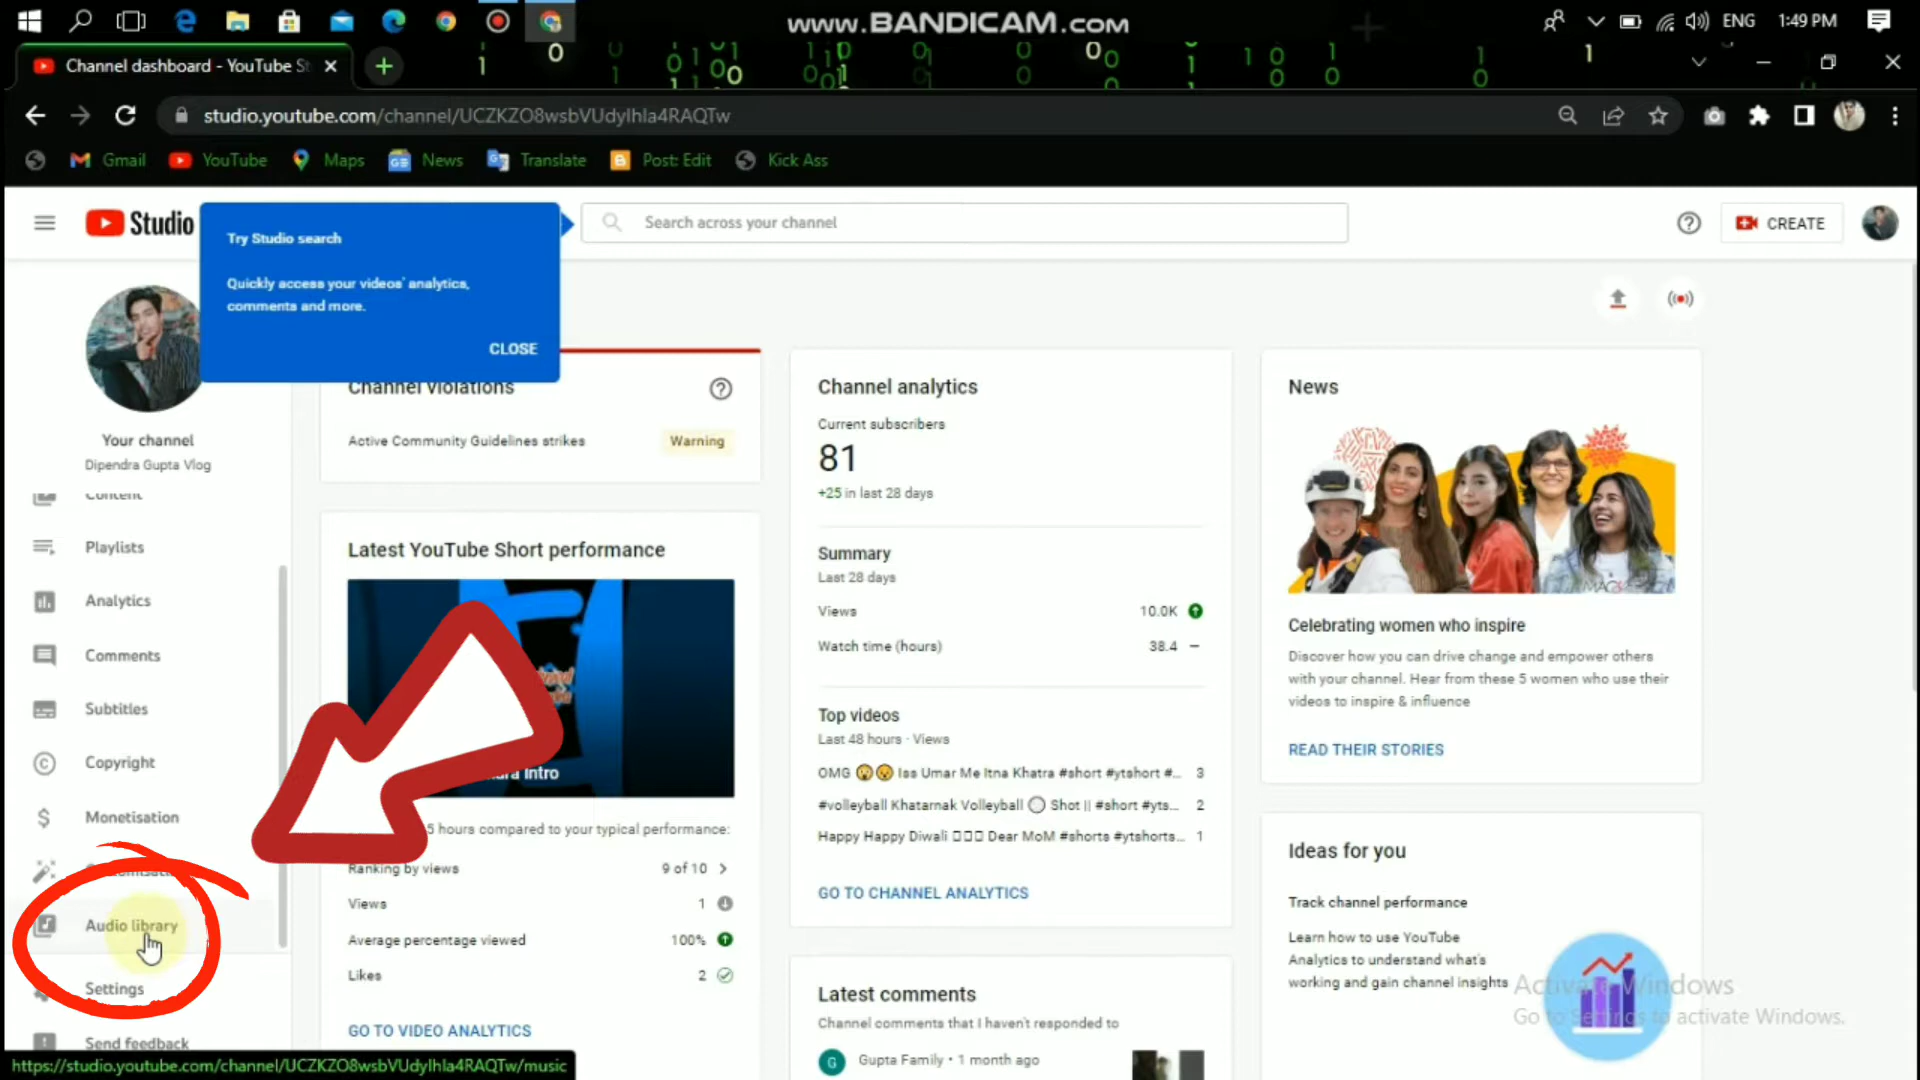 www.BANDICAM.com
ENG
1:49 PM
Channel dashboard - YouTube St
studio.youtube.com/channel/UCZKZO8wsbVUdyIhIa4RAQTw
Gmail
YouTube
Maps
News
Translate
Post: Edit
Kick Ass
Studio
Try Studio search
Quickly access your videos' analytics,
comments and more.
CLOSE
Search across your channel
CREATE
Your channel
Dipendra Gupta Vlog
Content
Playlists
Analytics
Comments
Subtitles
Copyright
Monetisation
Audio library
Settings
Send feedback
https://studio.youtube.com/channel/UCZKZO8wsbVUdyIhIa4RAQTw/music
Channel violations
Active Community Guidelines strikes
Warning
Latest YouTube Short performance
Intro
5 hours compared to your typical performance:
Ranking by views
9 of 10
Views
1
Average percentage viewed
100%
Likes
2
GO TO VIDEO ANALYTICS
Channel analytics
Current subscribers
81
+25 in last 28 days
Summary
Last 28 days
Views
10.0K
Watch time (hours)
38.4 –
Top videos
Last 48 hours · Views
OMG 😮😮 Iss Umar Me Itna Khatra #short #ytshort #... 3
#volleyball Khatarnak Volleyball ◯ Shot || #short #yts... 2
Happy Happy Diwali ▯▯▯ Dear MoM #shorts #ytshorts... 1
GO TO CHANNEL ANALYTICS
Latest comments
Channel comments that I haven't responded to
G
Gupta Family • 1 month ago
News
Celebrating women who inspire
Discover how you can drive change and empower others
with your channel. Hear from these 5 women who use their
videos to inspire & influence
READ THEIR STORIES
Ideas for you
Track channel performance
Learn how to use YouTube
Analytics to understand what's
working and gain channel insights
Activate Windows
Go to Settings to activate Windows.